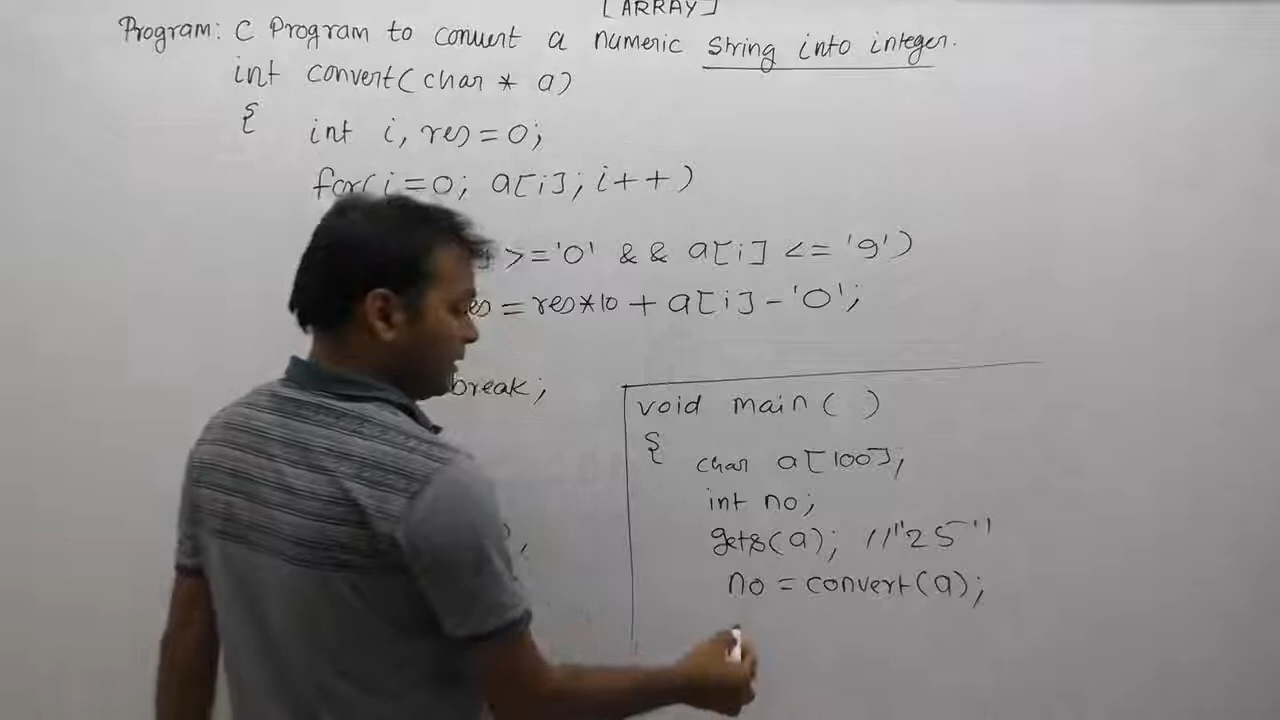 [ARRAY]
Program: C Program to convert a numeric string into integer.
int convert(char * a)
{ int i, res = 0;
for(i=0; a[i]; i++)
>= '0' && a[i] <= '9')
= res*10 + a[i] - '0';
break;
void main( )
{ char a[100];
int no;
gets(a); //"25"
no = convert(a);